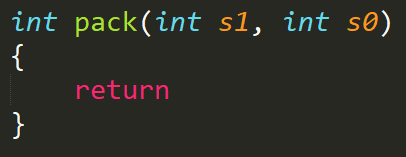 int pack(int s1, int s0)
{
    return
}